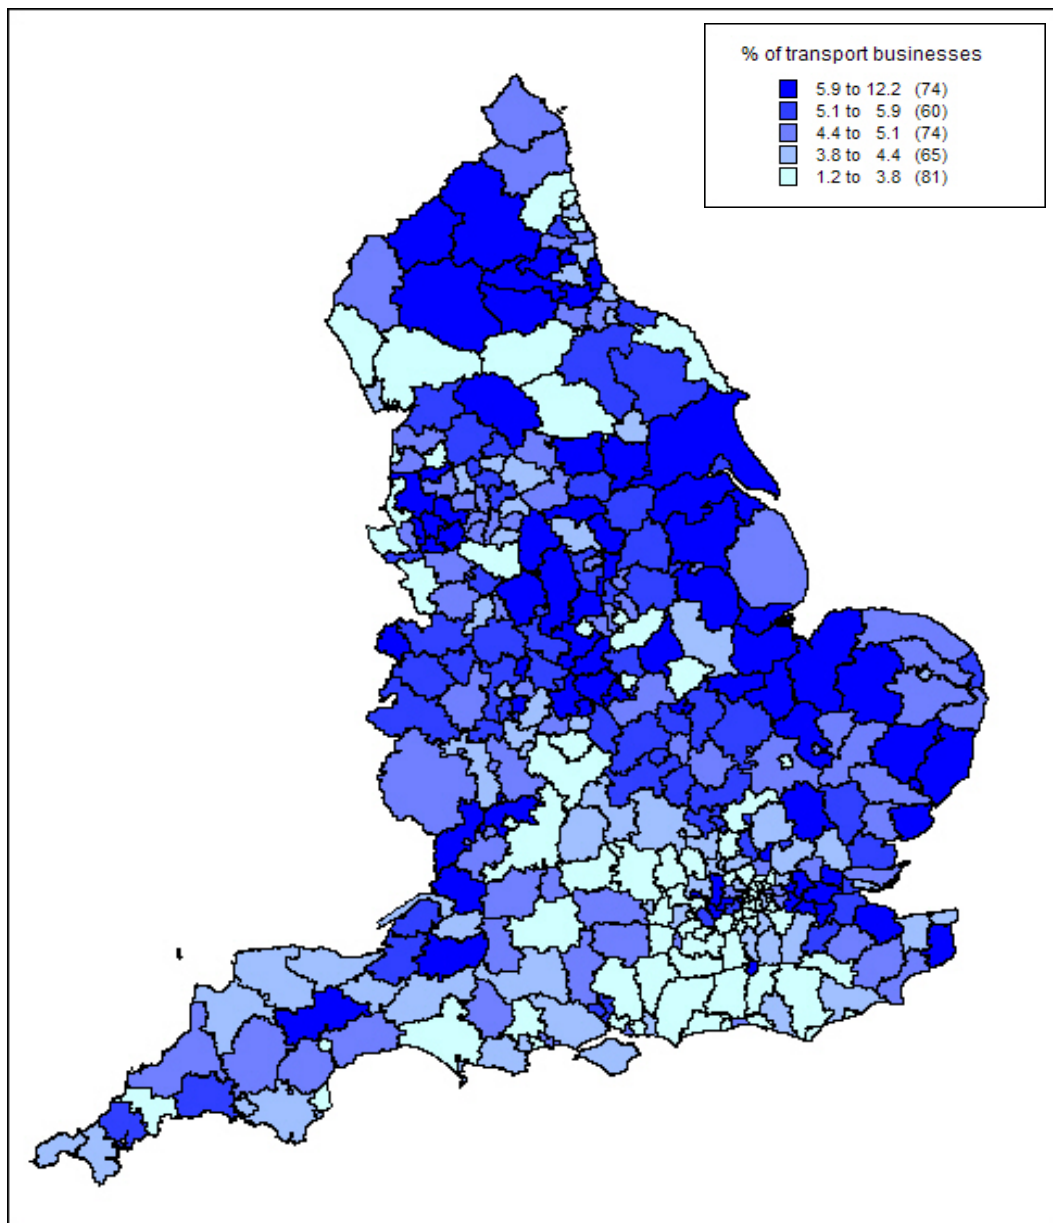 % of transport businesses
5.9 to 12.2 (74)
5.1 to 5.9 (60)
4.4 to 5.1 (74)
3.8 to 4.4 (65)
1.2 to 3.8 (81)